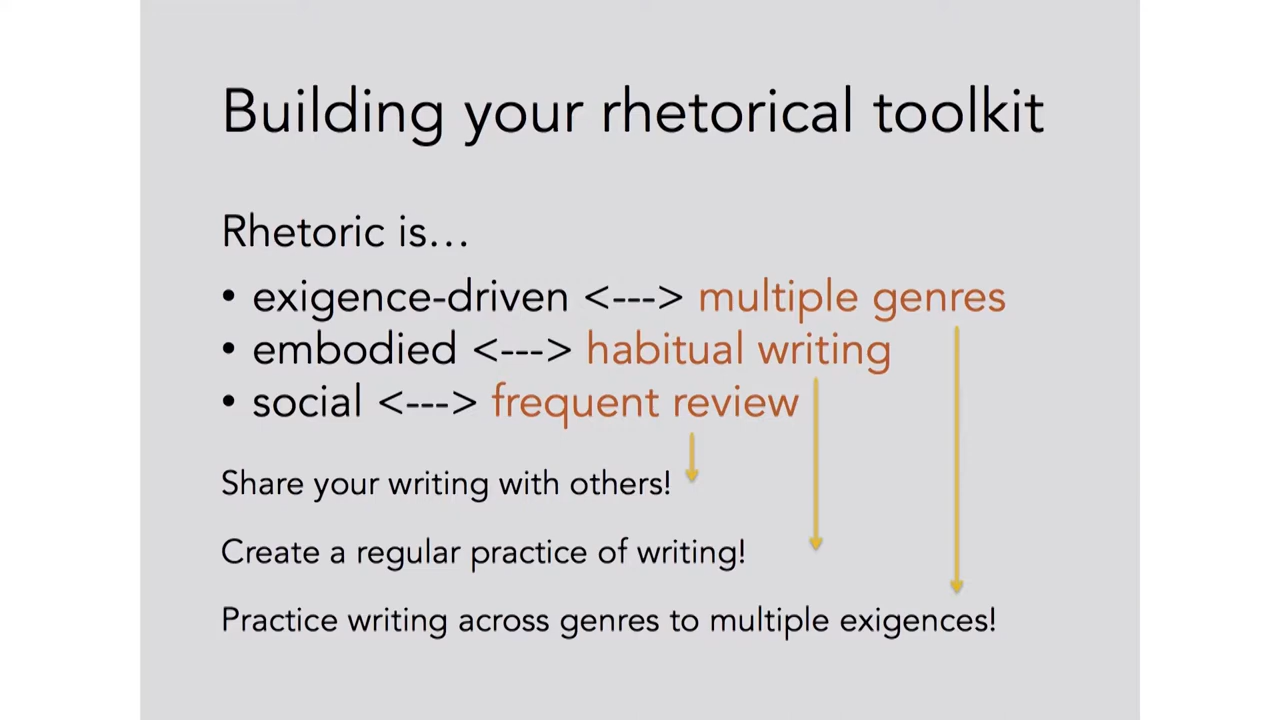 Building your rhetorical toolkit
Rhetoric is…
• exigence-driven <---> multiple genres
• embodied <---> habitual writing
• social <---> frequent review
Share your writing with others!
Create a regular practice of writing!
Practice writing across genres to multiple exigences!